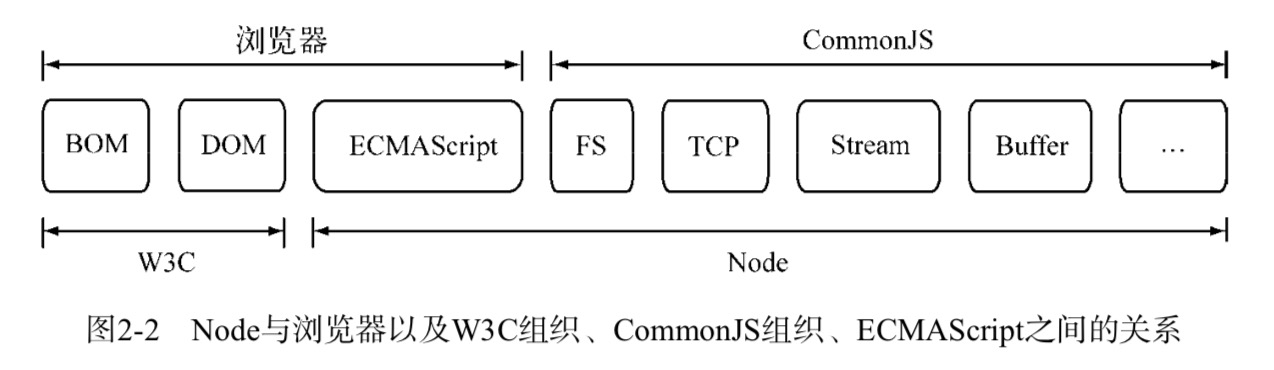 浏览器 CommonJS
BOM DOM ECMAScript FS TCP Stream Buffer …
W3C Node
图2-2 Node与浏览器以及W3C组织、CommonJS组织、ECMAScript之间的关系